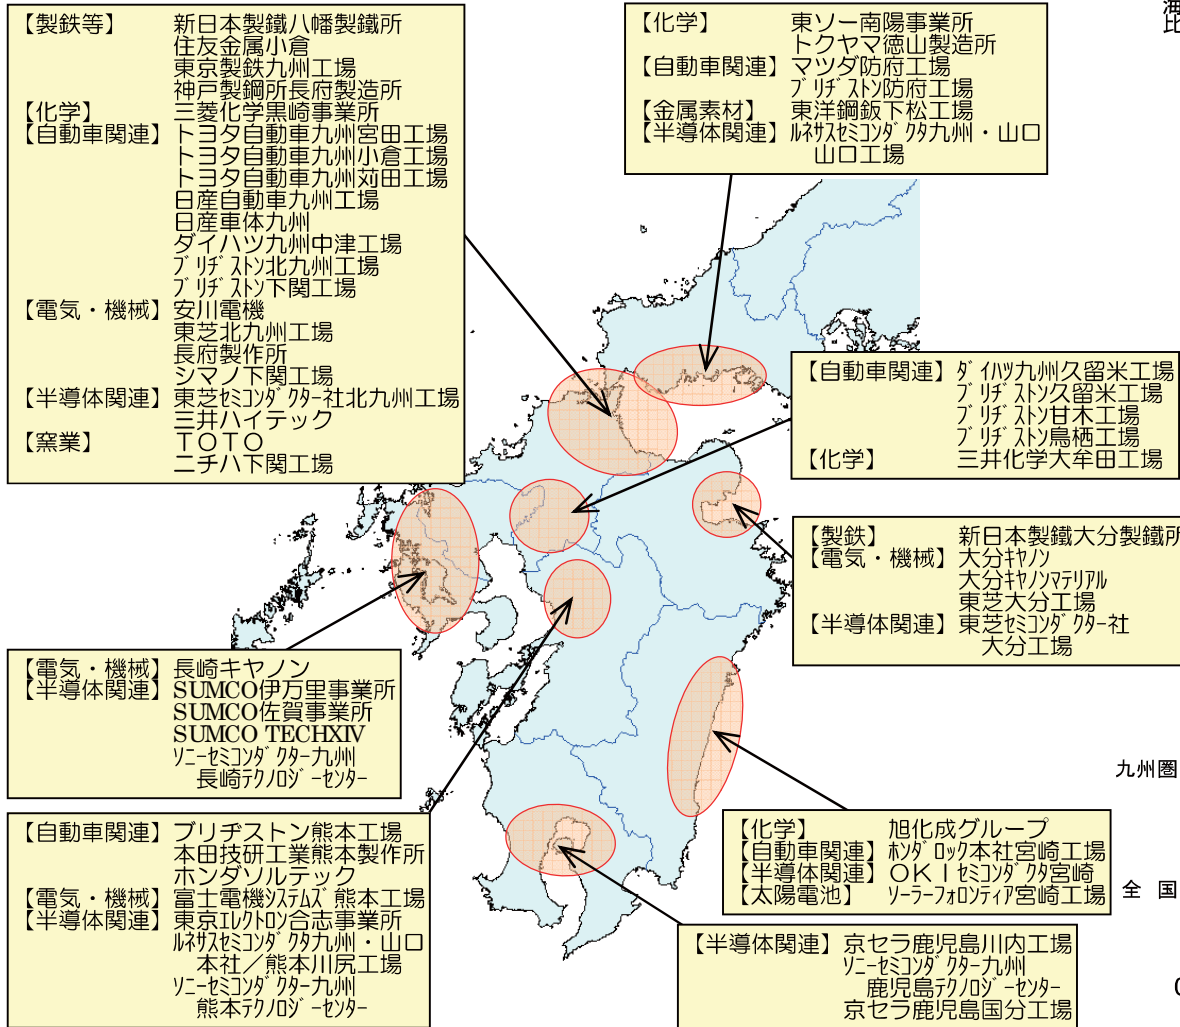 【製鉄等】 新日本製鐵八幡製鐵所
住友金属小倉
東京製鉄九州工場
神戸製鋼所長府製造所
【化学】 三菱化学黒崎事業所
【自動車関連】 トヨタ自動車九州宮田工場
トヨタ自動車九州小倉工場
トヨタ自動車九州苅田工場
日産自動車九州工場
日産車体九州
ダイハツ九州中津工場
ﾌﾞﾘﾁﾞｽﾄﾝ北九州工場
ﾌﾞﾘﾁﾞｽﾄﾝ下関工場
【電気・機械】 安川電機
東芝北九州工場
長府製作所
シマノ下関工場
【半導体関連】 東芝ｾﾐｺﾝﾀﾞｸﾀｰ社北九州工場
三井ハイテック
【窯業】 ＴＯＴＯ
ニチハ下関工場
【化学】 東ソー南陽事業所
トクヤマ徳山製造所
【自動車関連】 マツダ防府工場
ﾌﾞﾘﾁﾞｽﾄﾝ防府工場
【金属素材】 東洋鋼鈑下松工場
【半導体関連】 ﾙﾈｻｽｾﾐｺﾝﾀﾞｸﾀ九州・山口
山口工場
【自動車関連】 ﾀﾞｲﾊﾂ九州久留米工場
ﾌﾞﾘﾁﾞｽﾄﾝ久留米工場
ﾌﾞﾘﾁﾞｽﾄﾝ甘木工場
ﾌﾞﾘﾁﾞｽﾄﾝ鳥栖工場
【化学】 三井化学大牟田工場
【製鉄】 新日本製鐵大分製鐵所
【電気・機械】 大分ｷﾔﾉﾝ
大分ｷﾔﾉﾝﾏﾃﾘｱﾙ
東芝大分工場
【半導体関連】 東芝ｾﾐｺﾝﾀﾞｸﾀｰ社
大分工場
【電気・機械】 長崎キヤノン
【半導体関連】 SUMCO伊万里事業所
SUMCO佐賀事業所
SUMCO TECHXIV
ｿﾆｰｾﾐｺﾝﾀﾞｸﾀｰ九州
長崎ﾃｸﾉﾛｼﾞｰｾﾝﾀｰ
【自動車関連】 ブリヂストン熊本工場
本田技研工業熊本製作所
ホンダソルテック
【電気・機械】 富士電機ｼｽﾃﾑｽﾞ熊本工場
【半導体関連】 東京ｴﾚｸﾄﾛﾝ合志事業所
ﾙﾈｻｽｾﾐｺﾝﾀﾞｸﾀ九州・山口
本社／熊本川尻工場
ｿﾆｰｾﾐｺﾝﾀﾞｸﾀｰ九州
熊本ﾃｸﾉﾛｼﾞｰｾﾝﾀｰ
【化学】 旭化成グループ
【自動車関連】 ﾎﾝﾀﾞﾛｯｸ本社宮崎工場
【半導体関連】 ＯＫＩｾﾐｺﾝﾀﾞｸﾀ宮崎
【太陽電池】 ｿｰﾗｰﾌｫﾛﾝﾃｨｱ宮崎工場
【半導体関連】 京セラ鹿児島川内工場
ｿﾆｰｾﾐｺﾝﾀﾞｸﾀｰ九州
鹿児島ﾃｸﾉﾛｼﾞｰｾﾝﾀｰ
京セラ鹿児島国分工場
九州圏
全 国